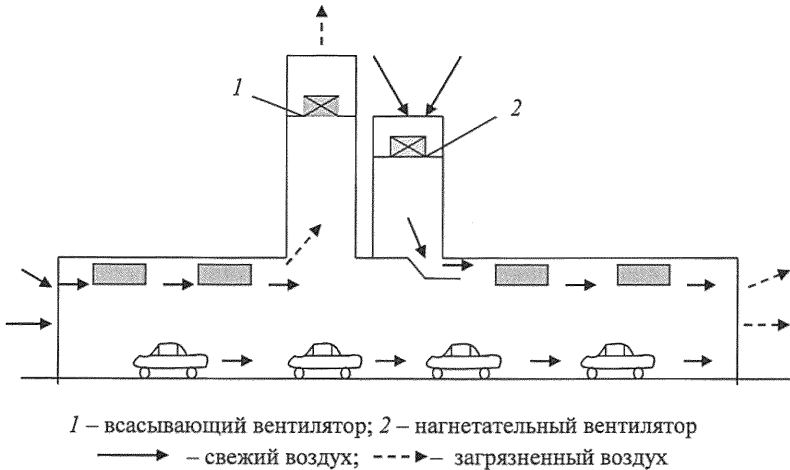 1
2
1 – всасывающий вентилятор; 2 – нагнетательный вентилятор
– свежий воздух; – загрязненный воздух